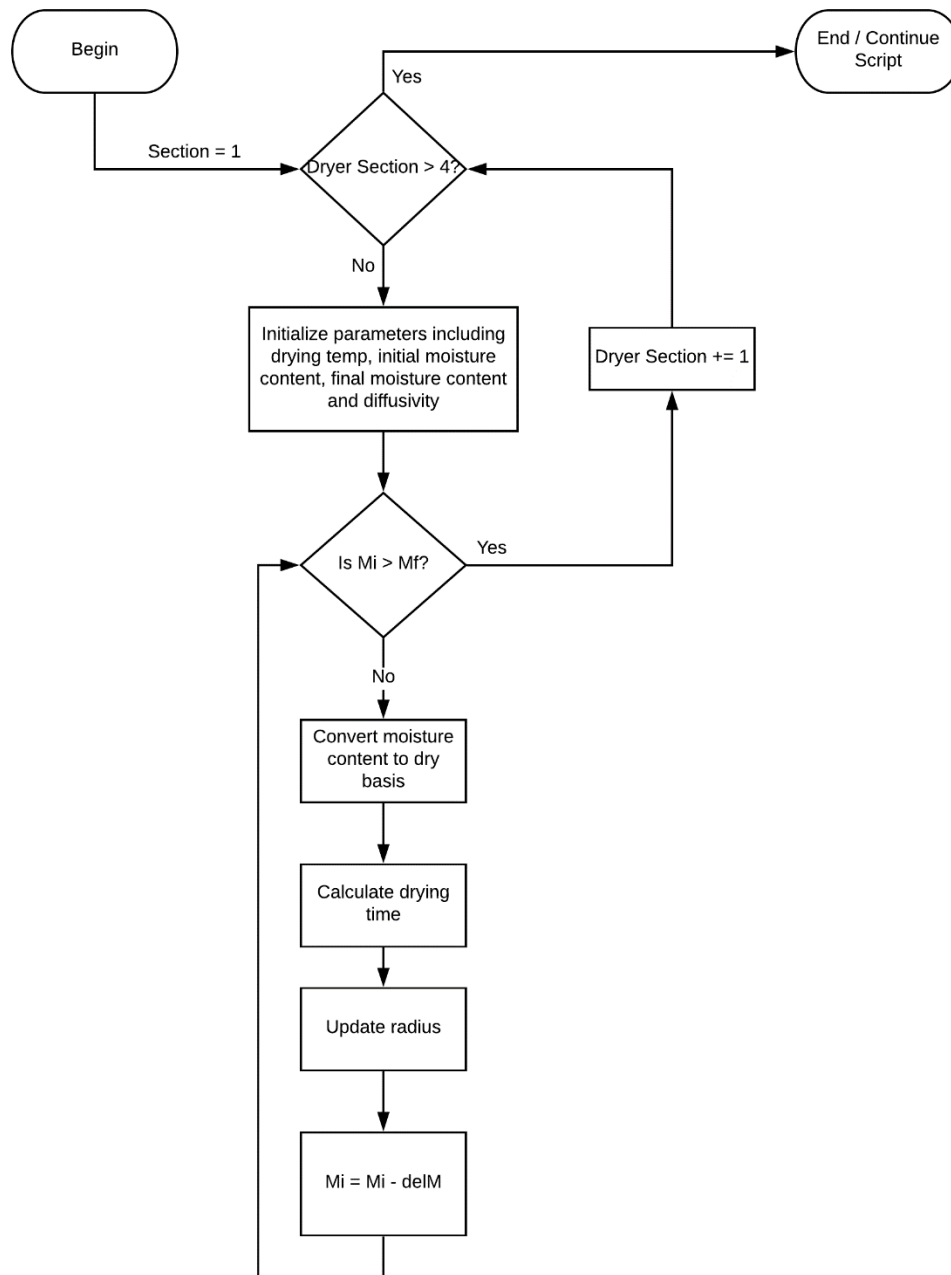 Begin
End / Continue
Script
Yes
Section = 1
Dryer Section > 4?
No
Initialize parameters including
drying temp, initial moisture
content, final moisture content
and diffusivity
Dryer Section += 1
Is Mi > Mf?
Yes
No
Convert moisture
content to dry
basis
Calculate drying
time
Update radius
Mi = Mi - delM